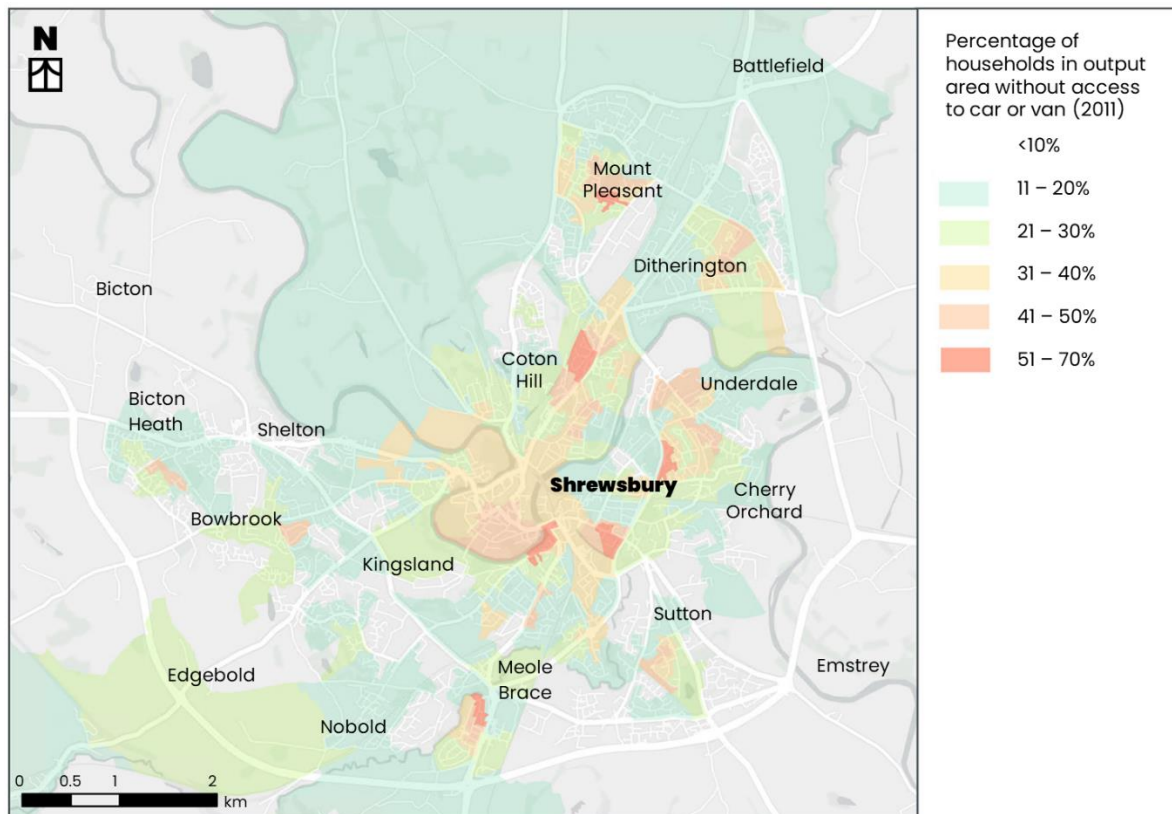 N
Battlefield
Mount
Pleasant
Ditherington
Bicton
Coton
Hill
Underdale
Bicton
Heath
Shelton
Shrewsbury
Cherry
Orchard
Bowbrook
Kingsland
Sutton
Meole
Brace
Edgebold
Emstrey
Nobold
0 0.5 1 2
km
Percentage of
households in output
area without access
to car or van (2011)
<10%
11 – 20%
21 – 30%
31 – 40%
41 – 50%
51 – 70%